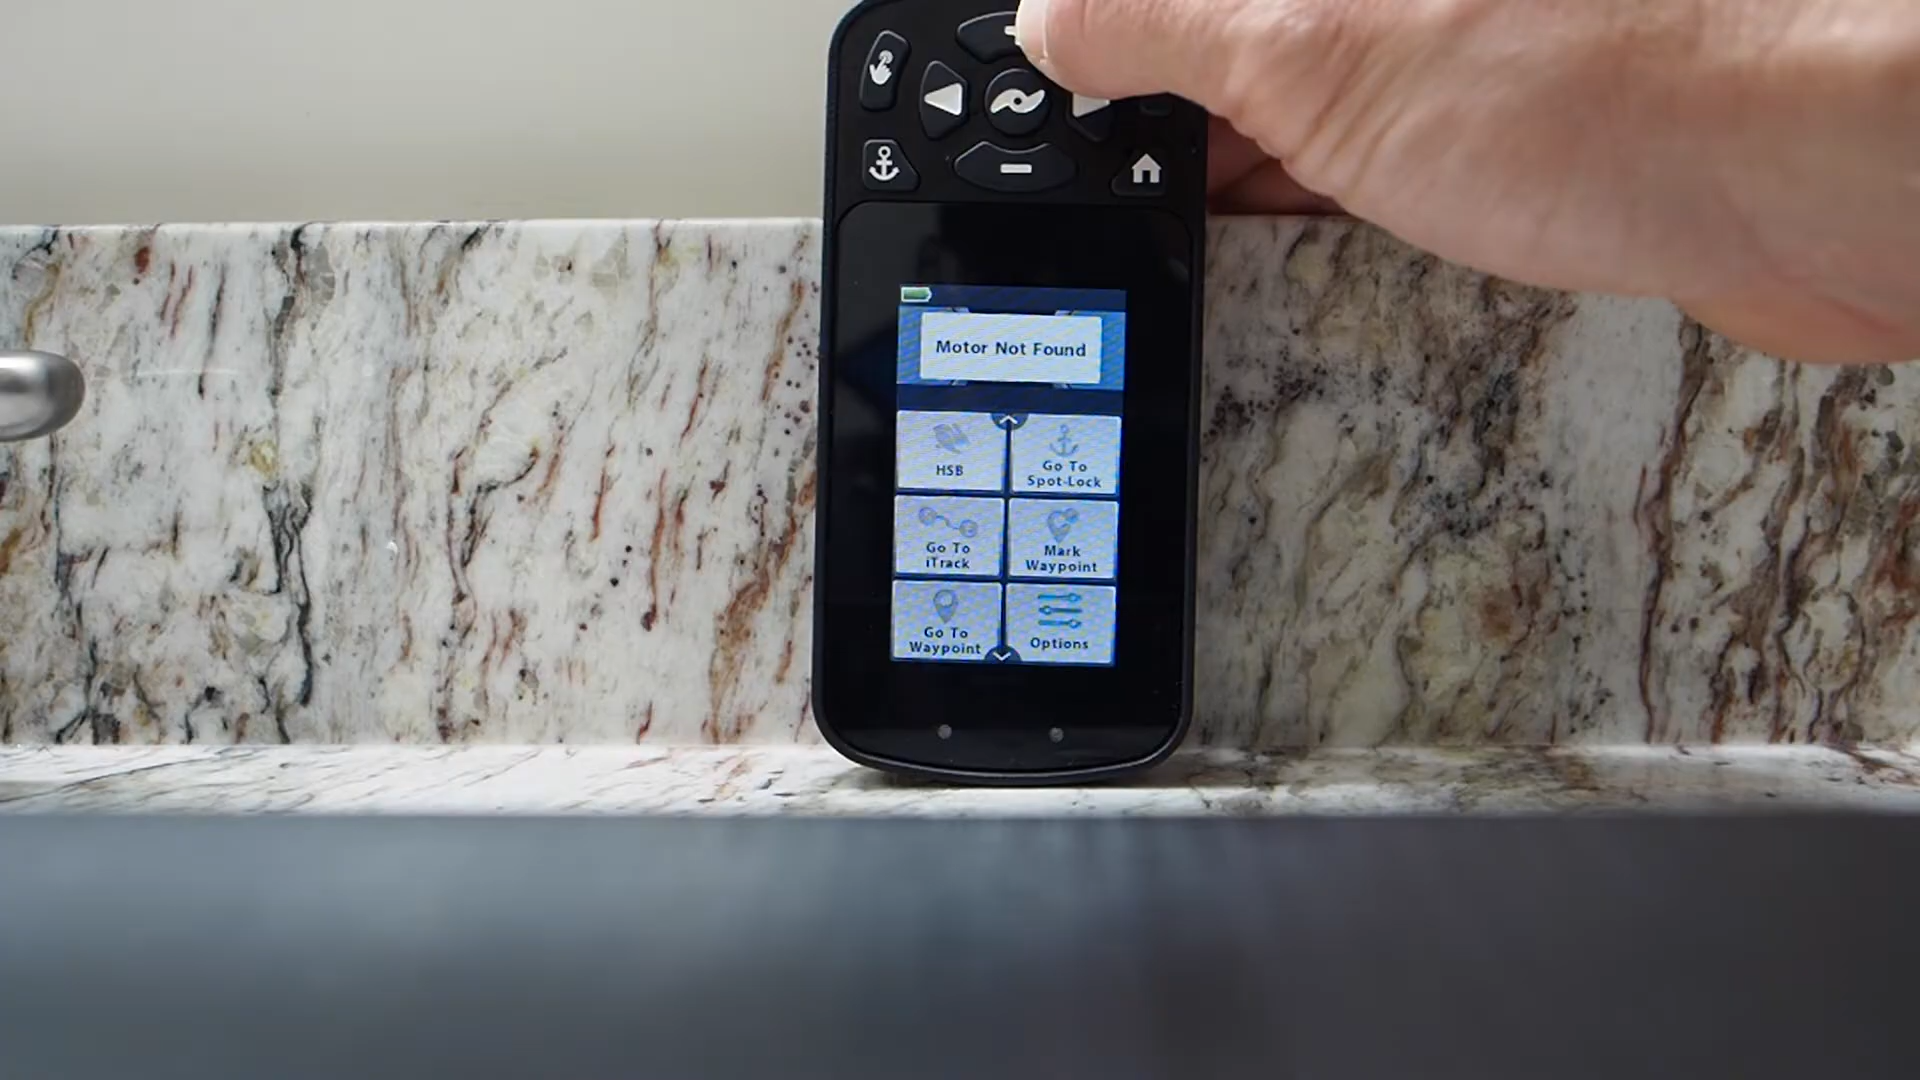 Motor Not Found
HSB
Go To
Spot-Lock
Go To
iTrack
Mark
Waypoint
Go To
Waypoint
Options